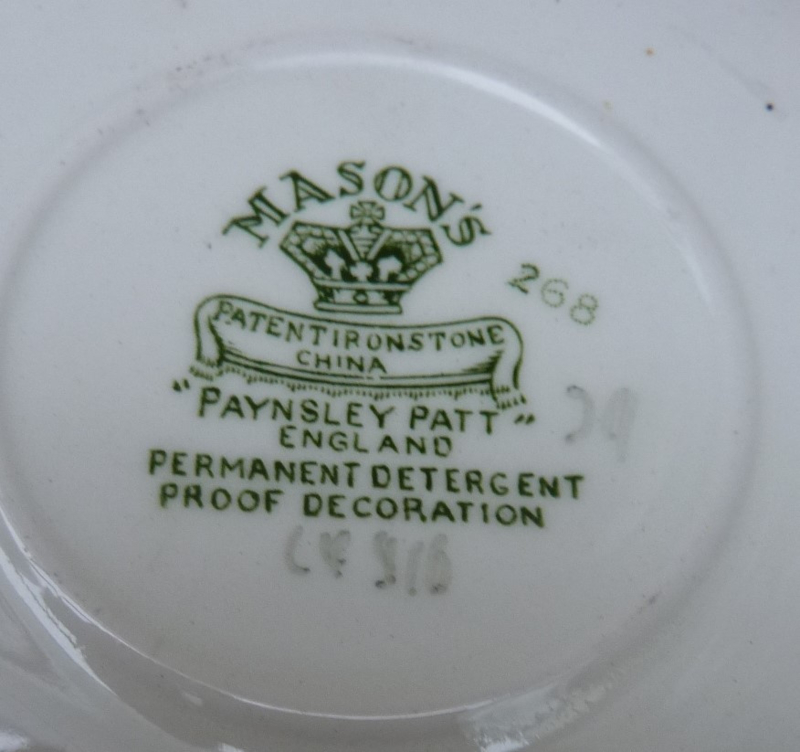 MASON'S
268
PATENT IRONSTONE
CHINA
"PAYNSLEY PATT"
ENGLAND
PERMANENT DETERGENT
PROOF DECORATION